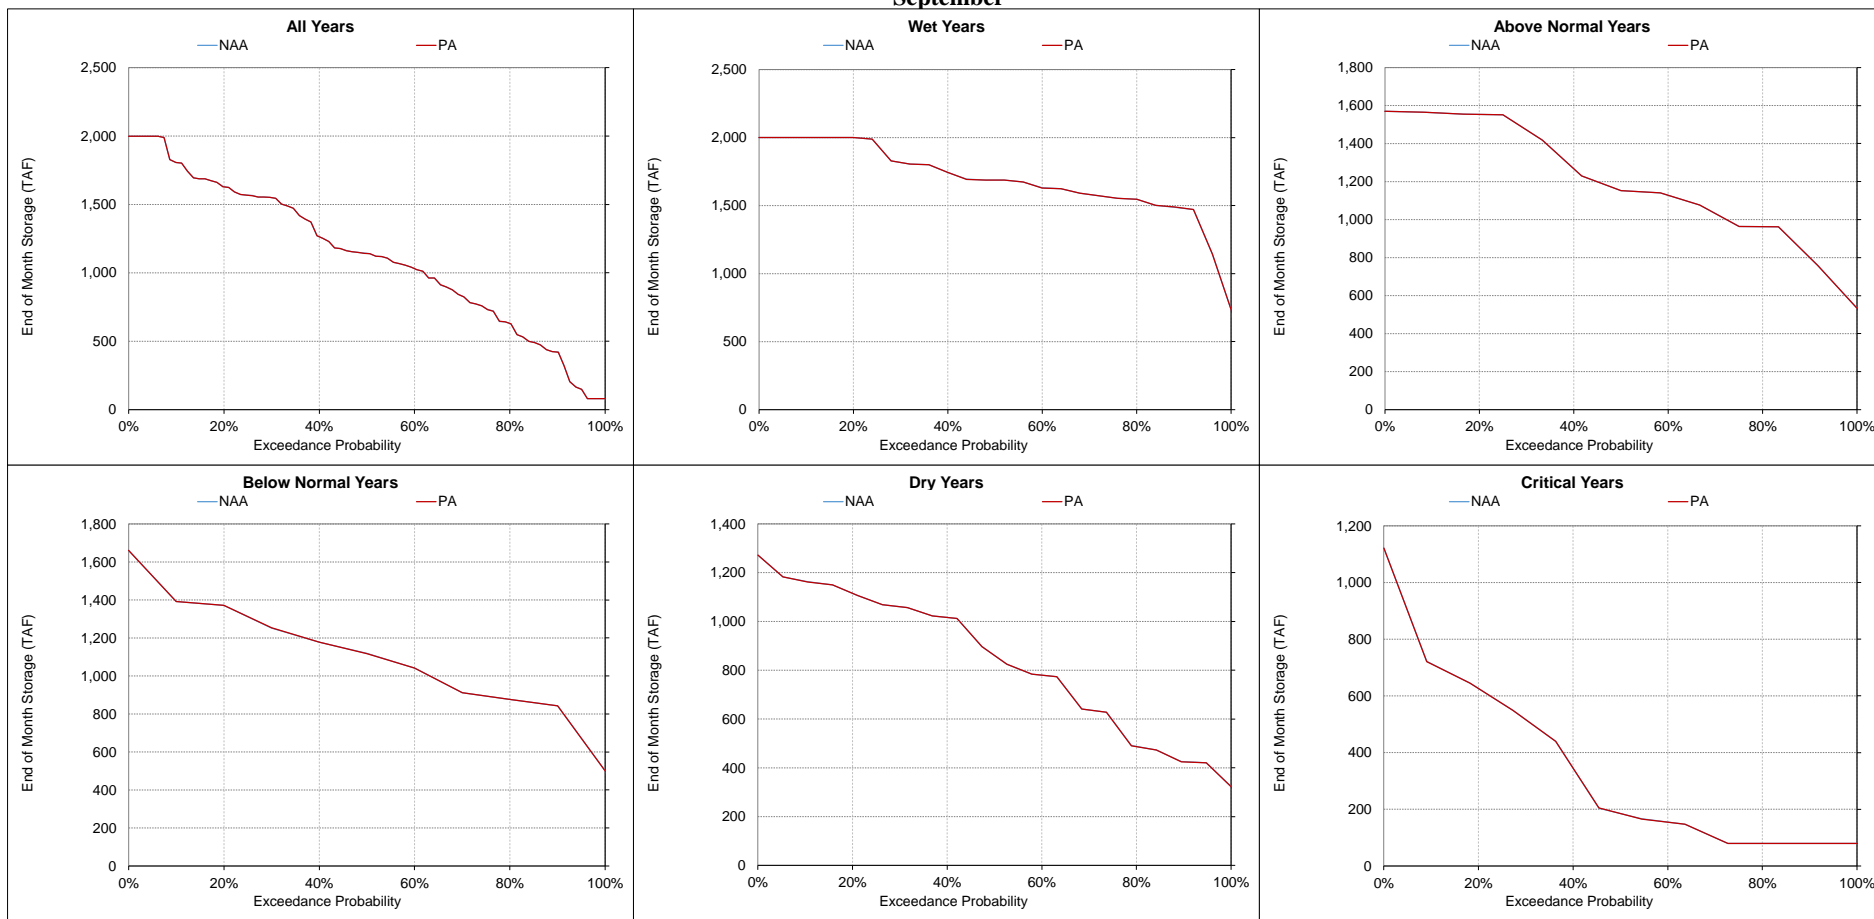 September
All Years
NAA PA
2,500
2,000
1,500
1,000
500
0
0% 20% 40% 60% 80% 100%
Exceedance Probability
End of Month Storage (TAF)
Wet Years
NAA PA
2,500
2,000
1,500
1,000
500
0
0% 20% 40% 60% 80% 100%
Exceedance Probability
End of Month Storage (TAF)
Above Normal Years
NAA PA
1,800
1,600
1,400
1,200
1,000
800
600
400
200
0
0% 20% 40% 60% 80% 100%
Exceedance Probability
End of Month Storage (TAF)
Below Normal Years
NAA PA
1,800
1,600
1,400
1,200
1,000
800
600
400
200
0
0% 20% 40% 60% 80% 100%
Exceedance Probability
End of Month Storage (TAF)
Dry Years
NAA PA
1,400
1,200
1,000
800
600
400
200
0
0% 20% 40% 60% 80% 100%
Exceedance Probability
End of Month Storage (TAF)
Critical Years
NAA PA
1,200
1,000
800
600
400
200
0
0% 20% 40% 60% 80% 100%
Exceedance Probability
End of Month Storage (TAF)